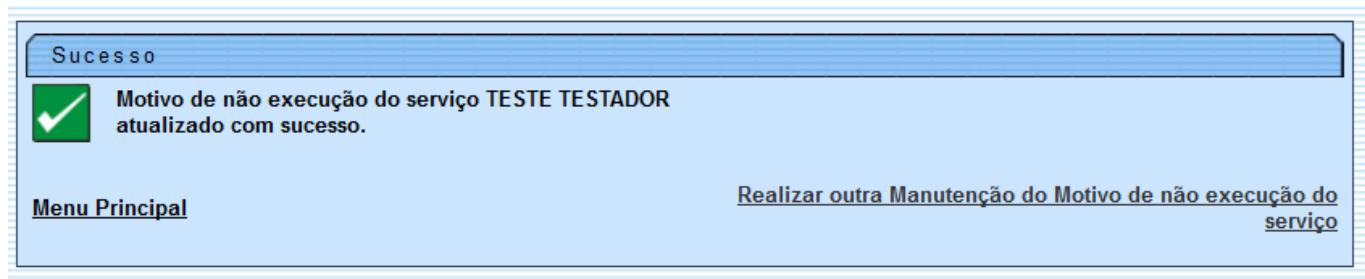 Sucesso
Motivo de não execução do serviço TESTE TESTADOR
atualizado com sucesso.
Menu Principal
Realizar outra Manutenção do Motivo de não execução do
serviço